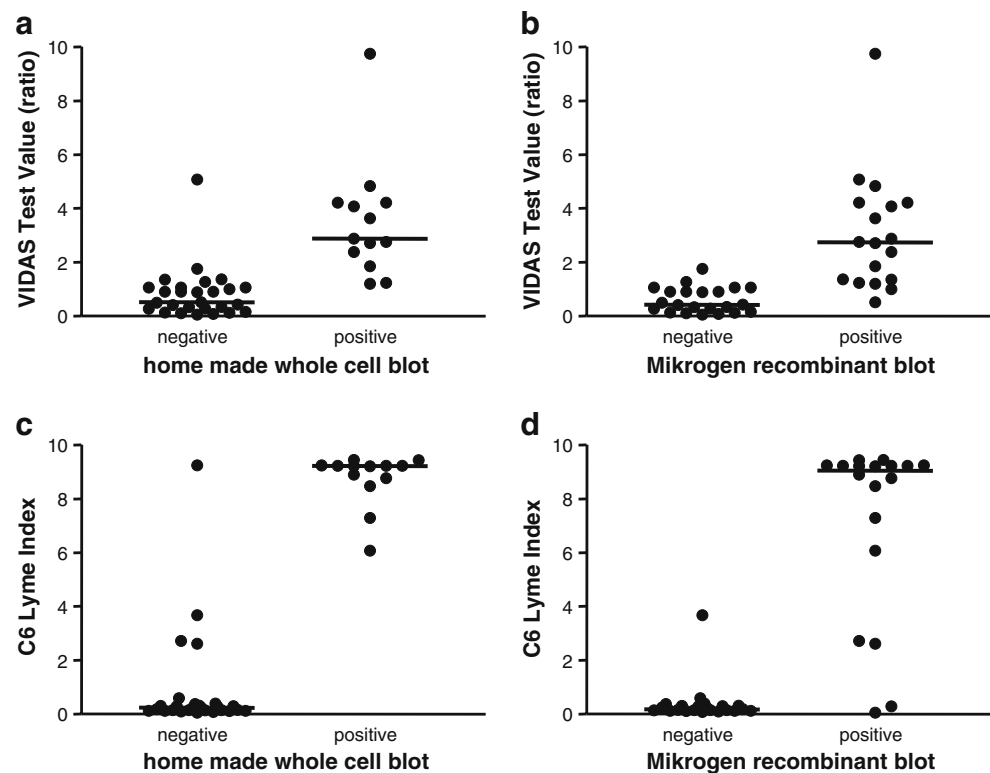 a
VIDAS Test Value (ratio)
10
8
6
4
2
0
negative
positive
home made whole cell blot
b
VIDAS Test Value (ratio)
10
8
6
4
2
0
negative
positive
Mikrogen recombinant blot
c
C6 Lyme Index
10
8
6
4
2
0
negative
positive
home made whole cell blot
d
C6 Lyme Index
10
8
6
4
2
0
negative
positive
Mikrogen recombinant blot